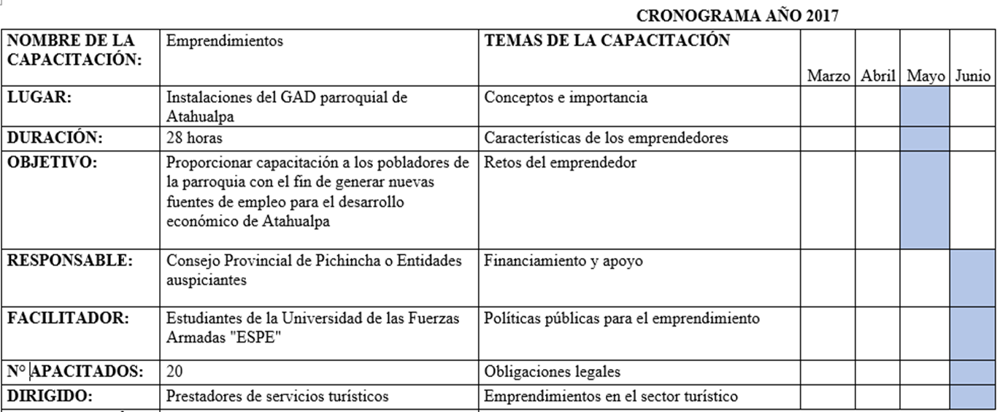 CRONOGRAMA AÑO 2017
NOMBRE DE LA
CAPACITACIÓN:
Emprendimientos
TEMAS DE LA CAPACITACIÓN
Marzo Abril Mayo Junio
LUGAR:
Instalaciones del GAD parroquial de
Atahualpa
Conceptos e importancia
DURACIÓN:
28 horas
Características de los emprendedores
OBJETIVO:
Proporcionar capacitación a los pobladores de
la parroquia con el fin de generar nuevas
fuentes de empleo para el desarrollo
económico de Atahualpa
Retos del emprendedor
RESPONSABLE:
Consejo Provincial de Pichincha o Entidades
auspiciantes
Financiamiento y apoyo
FACILITADOR:
Estudiantes de la Universidad de las Fuerzas
Armadas "ESPE"
Políticas públicas para el emprendimiento
N° APACITADOS:
20
Obligaciones legales
DIRIGIDO:
Prestadores de servicios turísticos
Emprendimientos en el sector turístico